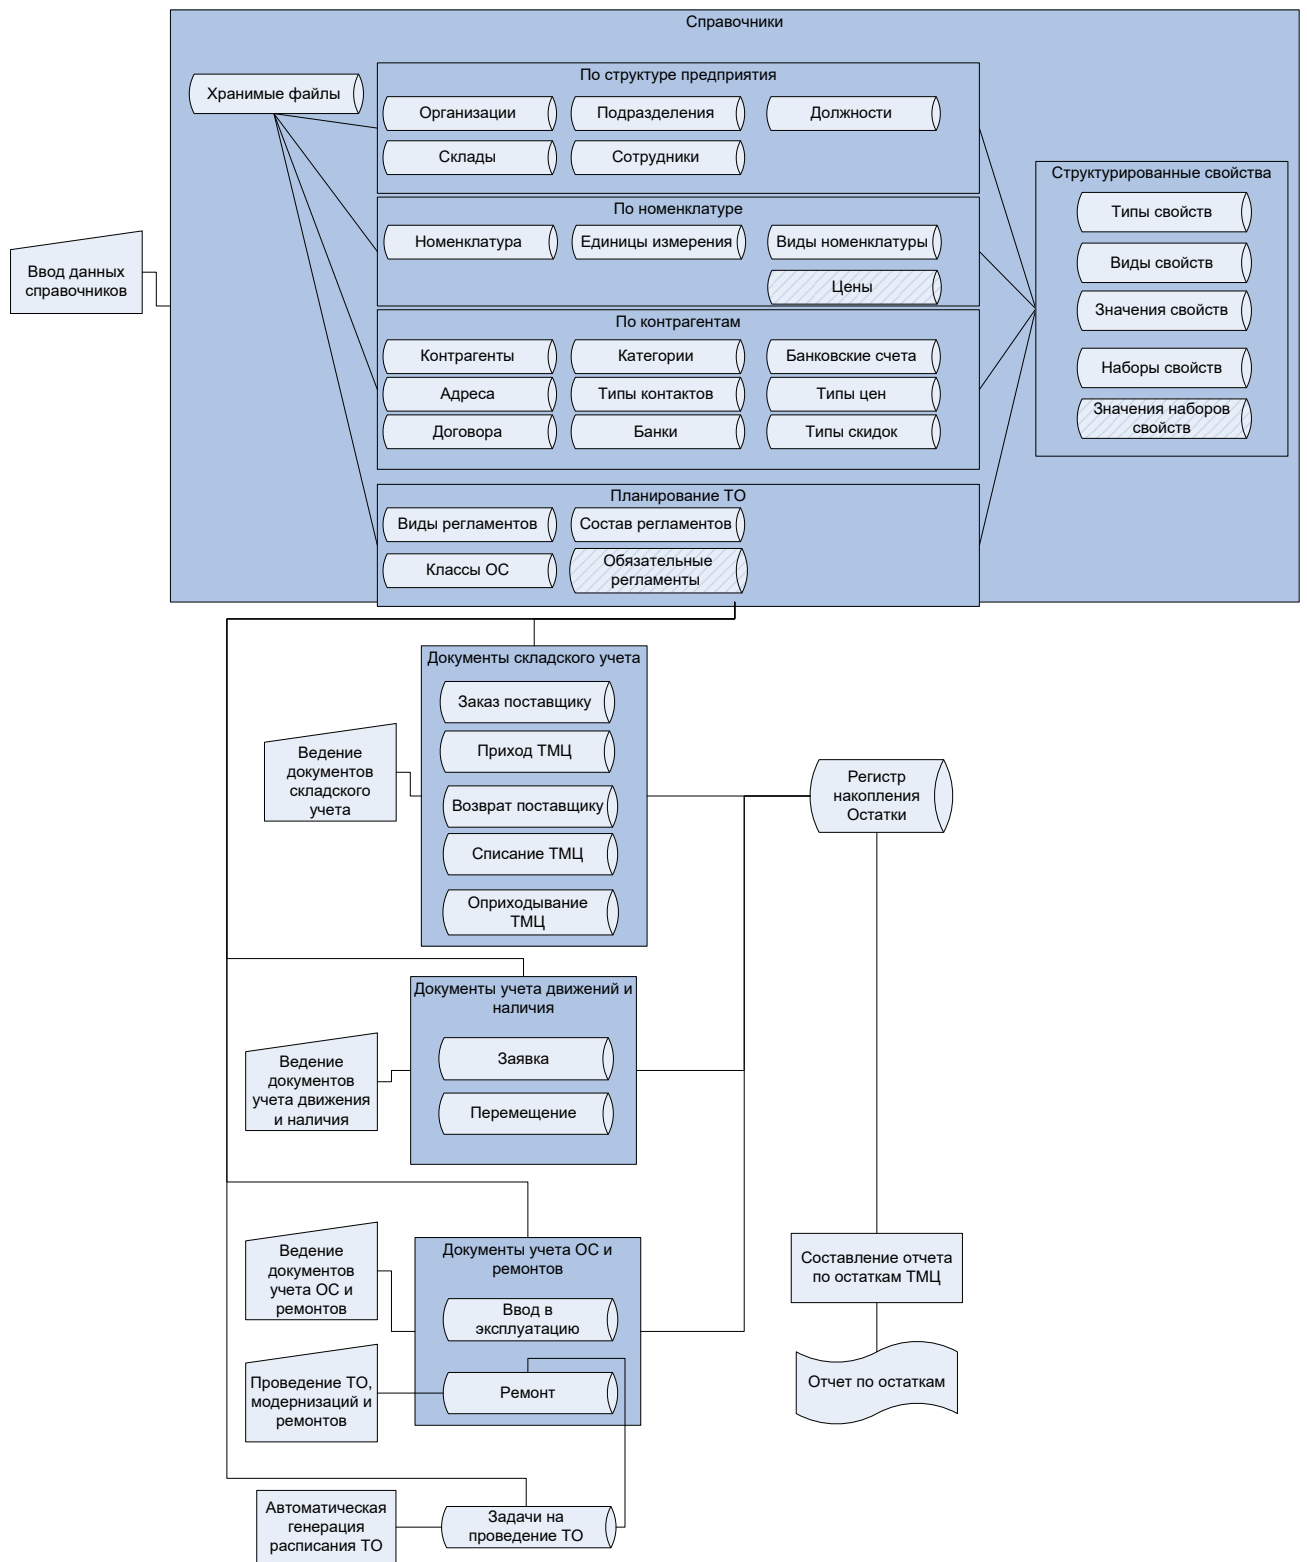 Справочники
Хранимые файлы
По структуре предприятия
Организации
Подразделения
Должности
Склады
Сотрудники
По номенклатуре
Номенклатура
Единицы измерения
Виды номенклатуры
Цены
По контрагентам
Контрагенты
Категории
Банковские счета
Адреса
Типы контактов
Типы цен
Договора
Банки
Типы скидок
Планирование ТО
Виды регламентов
Состав регламентов
Классы ОС
Обязательные
регламенты
Структурированные свойства
Типы свойств
Виды свойств
Значения свойств
Наборы свойств
Значения наборов
свойств
Ввод данных
справочников
Документы складского учета
Заказ поставщику
Приход ТМЦ
Возврат поставщику
Списание ТМЦ
Оприходывание
ТМЦ
Ведение
документов
складского
учета
Регистр
накопления
Остатки
Документы учета движений и
наличия
Заявка
Перемещение
Ведение
документов
учета движения
и наличия
Документы учета ОС и
ремонтов
Ввод в
эксплуатацию
Ремонт
Ведение
документов
учета ОС и
ремонтов
Проведение ТО,
модернизаций и
ремонтов
Составление отчета
по остаткам ТМЦ
Отчет по остаткам
Автоматическая
генерация
расписания ТО
Задачи на
проведение ТО